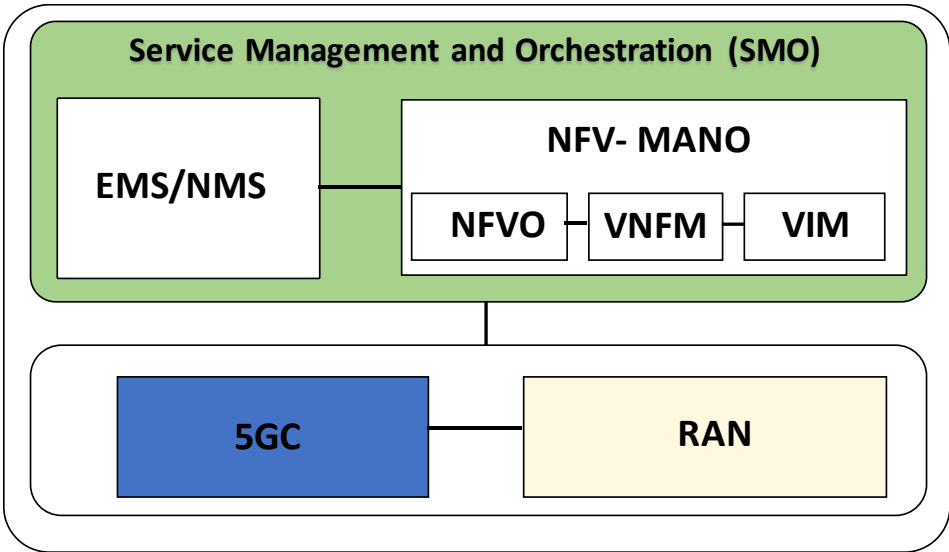 Service Management and Orchestration (SMO)
EMS/NMS
NFV- MANO
NFVO
VNFM
VIM
5GC
RAN